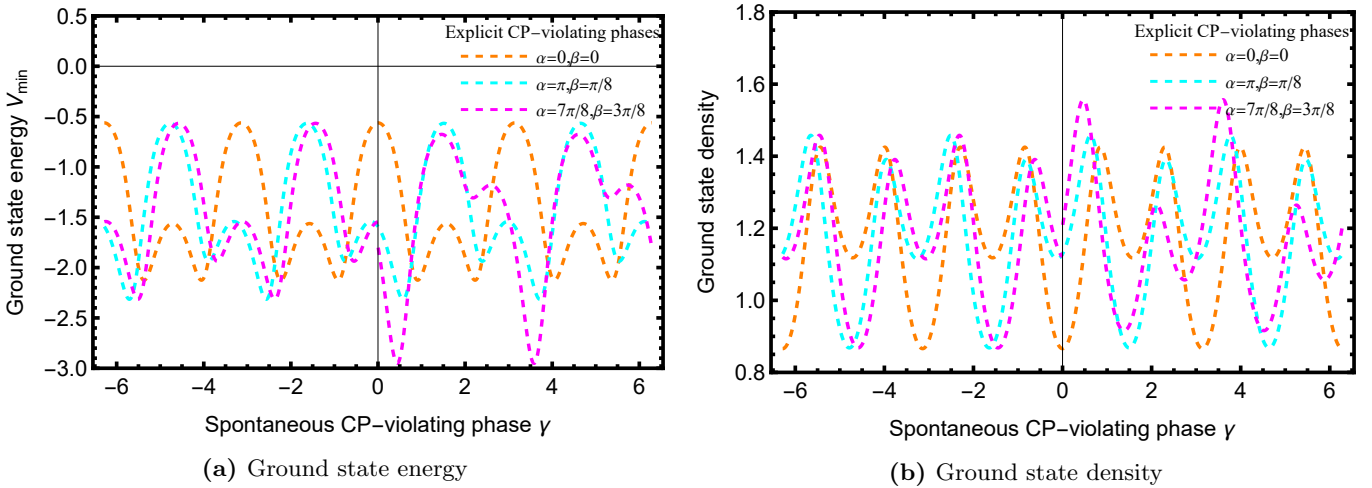 Explicit CP−violating phases
α=0,β=0
α=π,β=π/8
α=7π/8,β=3π/8
0.5
0.0
−0.5
−1.0
−1.5
−2.0
−2.5
−3.0
Ground state energy Vmin
−6 −4 −2 0 2 4 6
Spontaneous CP−violating phase γ
(a) Ground state energy
Explicit CP−violating phases
α=0,β=0
α=π,β=π/8
α=7π/8,β=3π/8
1.8
1.6
1.4
1.2
1.0
0.8
Ground state density
−6 −4 −2 0 2 4 6
Spontaneous CP−violating phase γ
(b) Ground state density